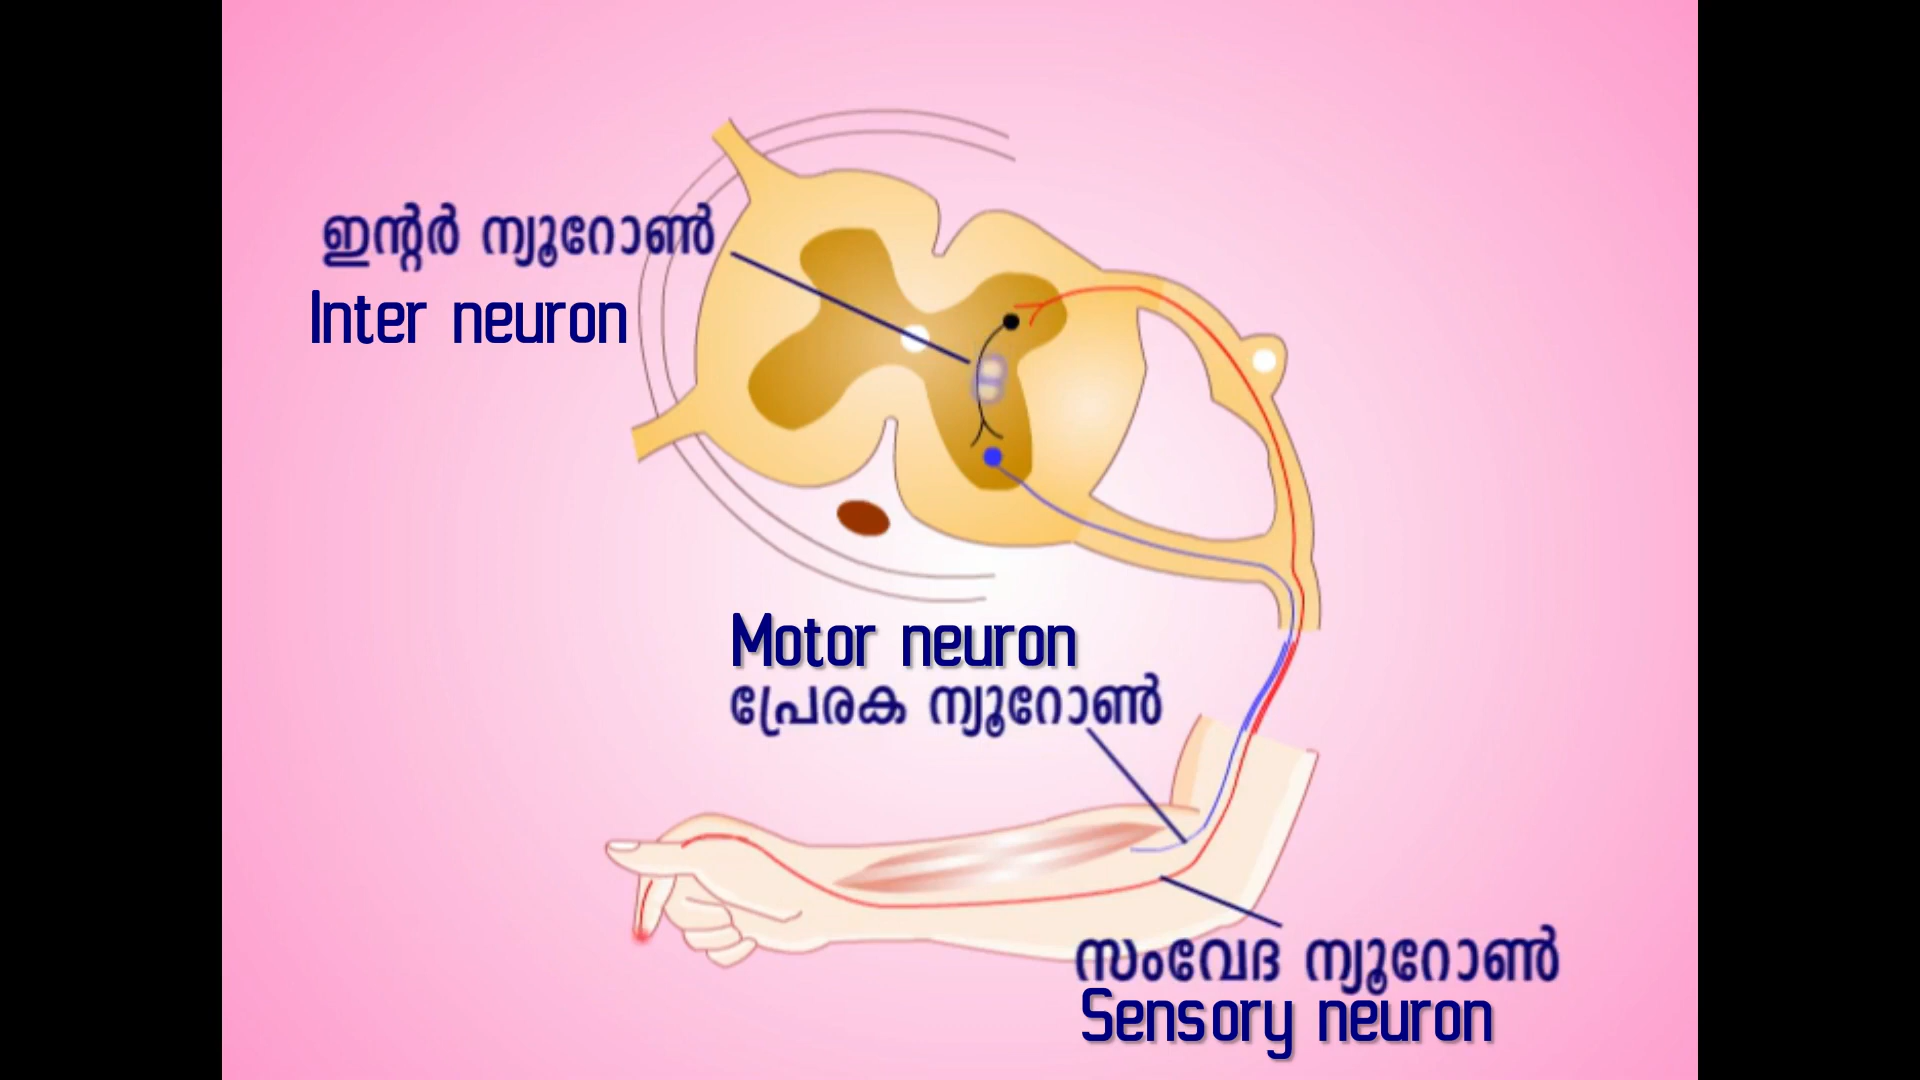 ഇന്റർ ന്യൂറോൺ
Inter neuron
Motor neuron
പ്രേരക ന്യൂറോൺ
സംവേദ ന്യൂറോൺ
Sensory neuron